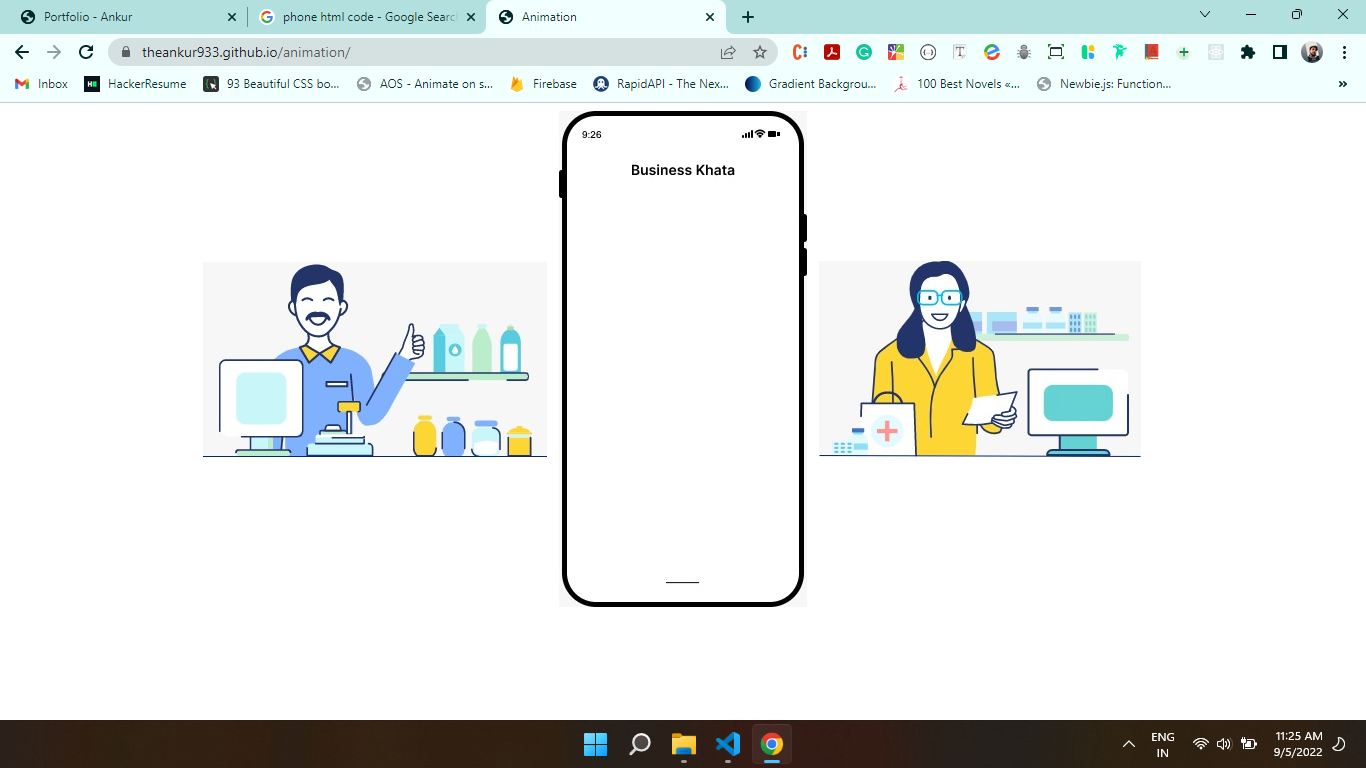 Portfolio - Ankur
phone html code - Google Searc
Animation
theankur933.github.io/animation/
Inbox
HackerResume
93 Beautiful CSS bo...
AOS - Animate on s...
Firebase
RapidAPI - The Nex...
Gradient Backgrou...
100 Best Novels «...
Newbie.js: Function...
9:26
Business Khata
ENG
IN
11:25 AM
9/5/2022